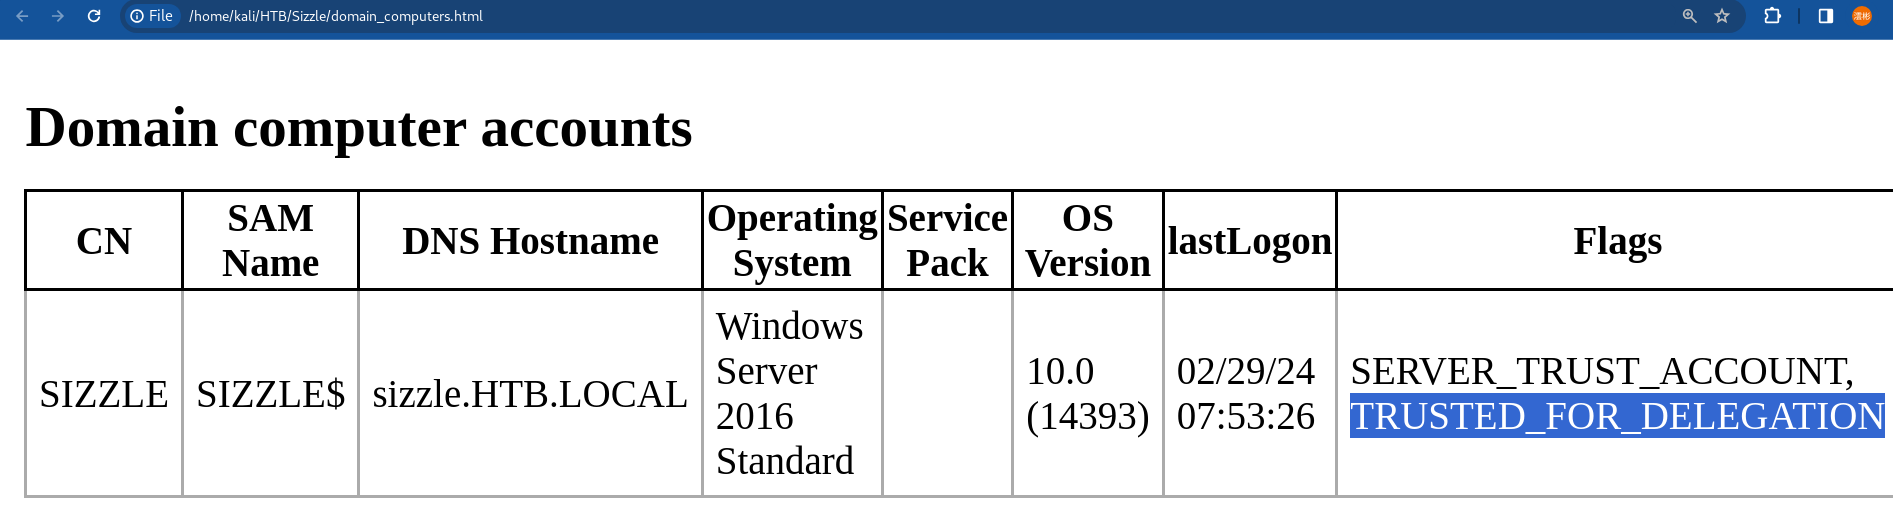 File /home/kali/HTB/Sizzle/domain_computers.html
Domain computer accounts
CN SAM Name DNS Hostname Operating System Service Pack OS Version lastLogon Flags
SIZZLE SIZZLE$ sizzle.HTB.LOCAL Windows Server 2016 Standard 10.0 (14393) 02/29/24 07:53:26 SERVER_TRUST_ACCOUNT, TRUSTED_FOR_DELEGATION